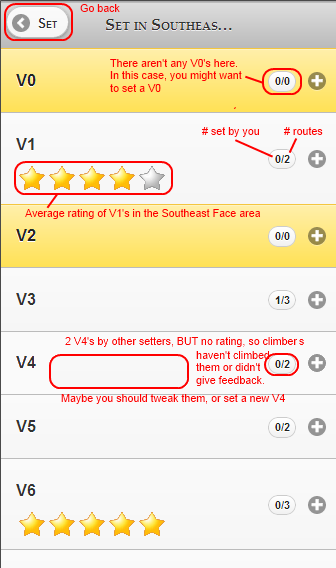 Go back
Set
Set in Southeas...
There aren't any V0's here.
In this case, you might want
to set a V0
V0
0/0
# set by you
# routes
V1
0/2
Average rating of V1's in the Southeast Face area
V2
0/0
V3
1/3
2 V4's by other setters, BUT no rating, so climbers
haven't climbed
them or didn't
give feedback.
V4
0/2
Maybe you should tweak them, or set a new V4
V5
0/2
V6
0/3